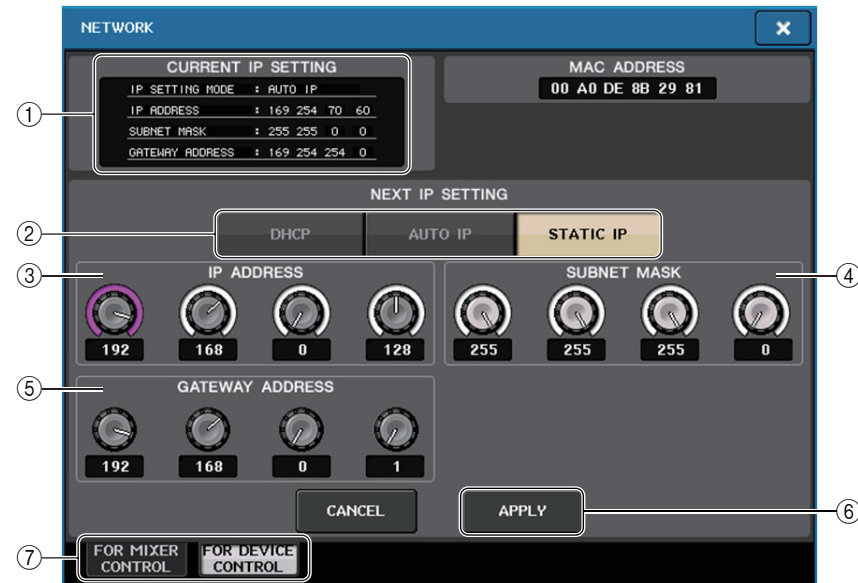 NETWORK
CURRENT IP SETTING
IP SETTING MODE : AUTO IP
IP ADDRESS : 169 254 70 60
SUBNET MASK : 255 255 0 0
GATEWAY ADDRESS : 169 254 254 0
MAC ADDRESS
00 A0 DE 8B 29 81
①
NEXT IP SETTING
②
DHCP AUTO IP STATIC IP
③
IP ADDRESS
192 168 0 128
SUBNET MASK
255 255 255 0
④
⑤
GATEWAY ADDRESS
192 168 0 1
CANCEL APPLY
⑥
⑦
FOR MIXER
CONTROL
FOR DEVICE
CONTROL